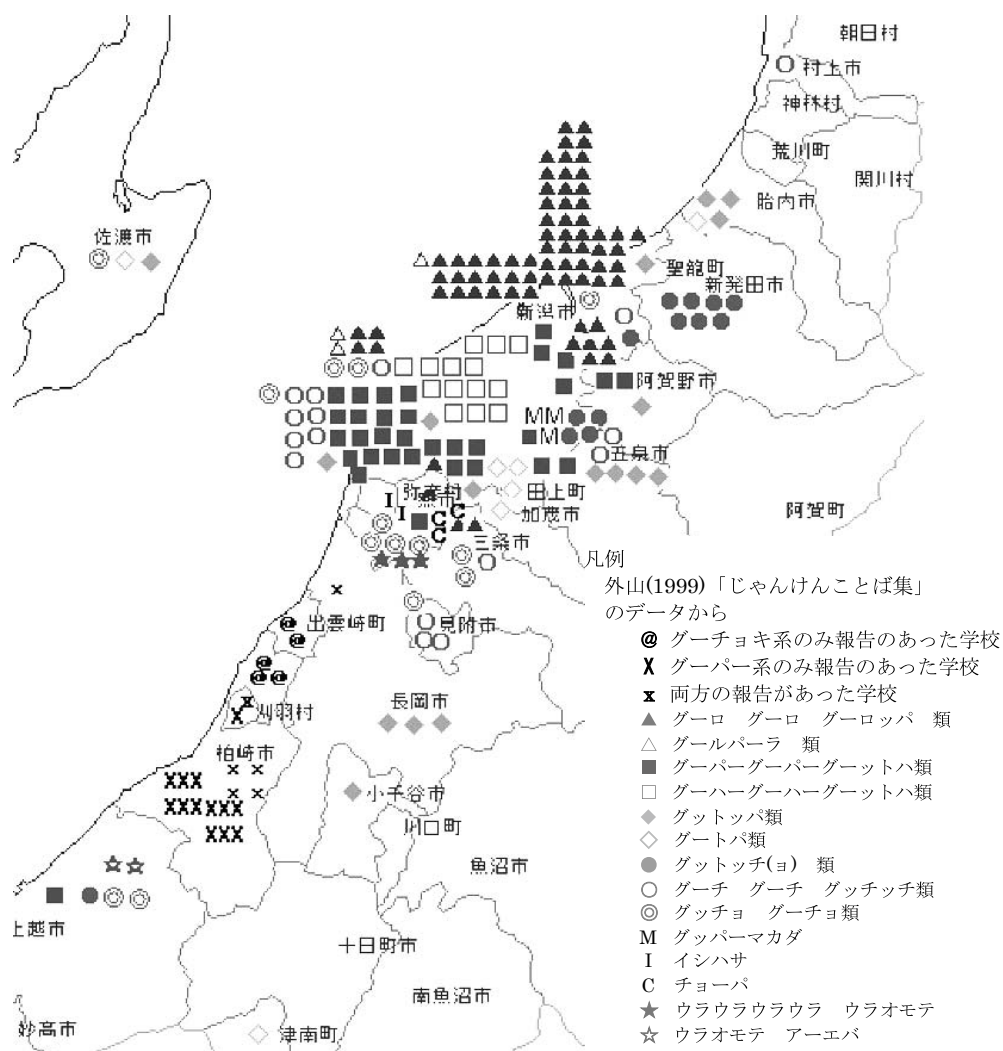 朝日村
村上市
神林村
荒川町
関川村
胎内市
佐渡市
聖籠町
新発田市
新潟市
阿賀野市
五泉市
弥彦村
燕市
田上町
加茂市
阿賀町
三条市
出雲崎町
見附市
長岡市
刈羽村
柏崎市
小千谷市
川口町
魚沼市
上越市
十日町市
南魚沼市
妙高市
津南町
凡例
外山(1999)「じゃんけんことば集」
のデータから
@ グーチョキ系のみ報告のあった学校
X グーパー系のみ報告のあった学校
x 両方の報告があった学校
▲ グーロ グーロ グーロッパ 類
△ グールパーラ 類
■ グーパーグーパーグーットハ類
□ グーハーグーハーグーットハ類
◆ グットッパ類
◇ グートパ類
● グットッチ(ョ) 類
○ グーチ グーチ グッチッチ類
◎ グッチョ グーチョ類
M グッパーマカダ
I イシハサ
C チョーパ
★ ウラウラウラウラ ウラオモテ
☆ ウラオモテ アーエバ